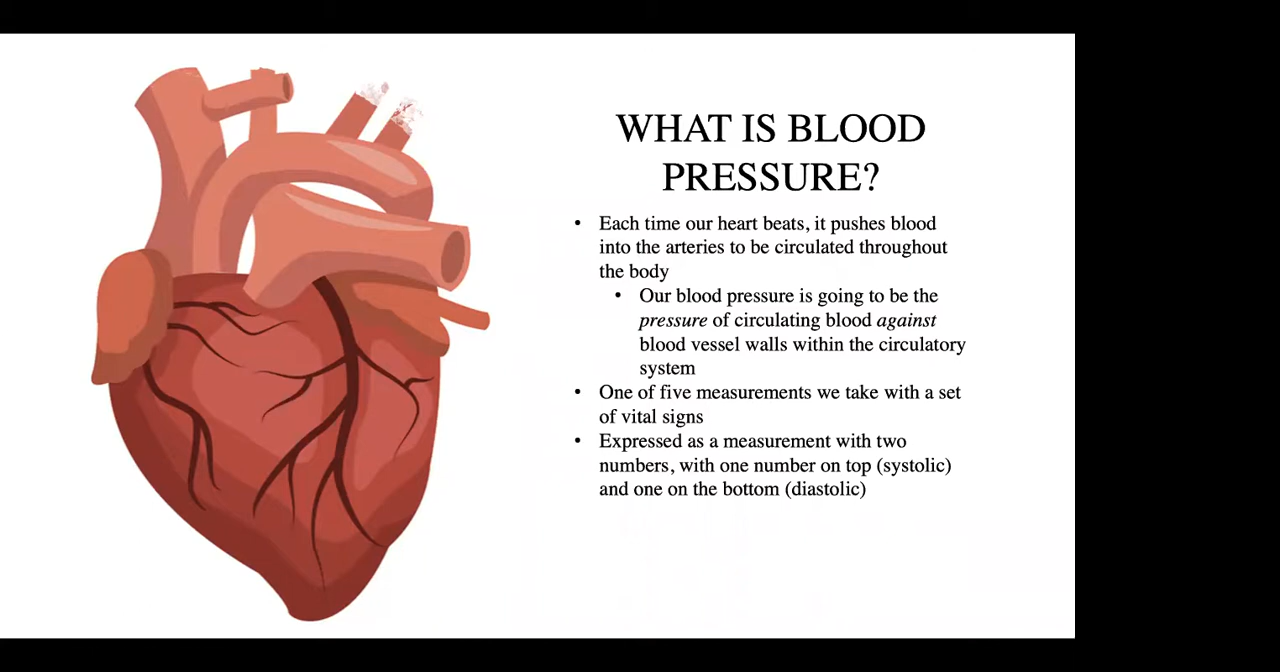 WHAT IS BLOOD
PRESSURE?
• Each time our heart beats, it pushes blood
into the arteries to be circulated throughout
the body
• Our blood pressure is going to be the
pressure of circulating blood against
blood vessel walls within the circulatory
system
• One of five measurements we take with a set
of vital signs
• Expressed as a measurement with two
numbers, with one number on top (systolic)
and one on the bottom (diastolic)